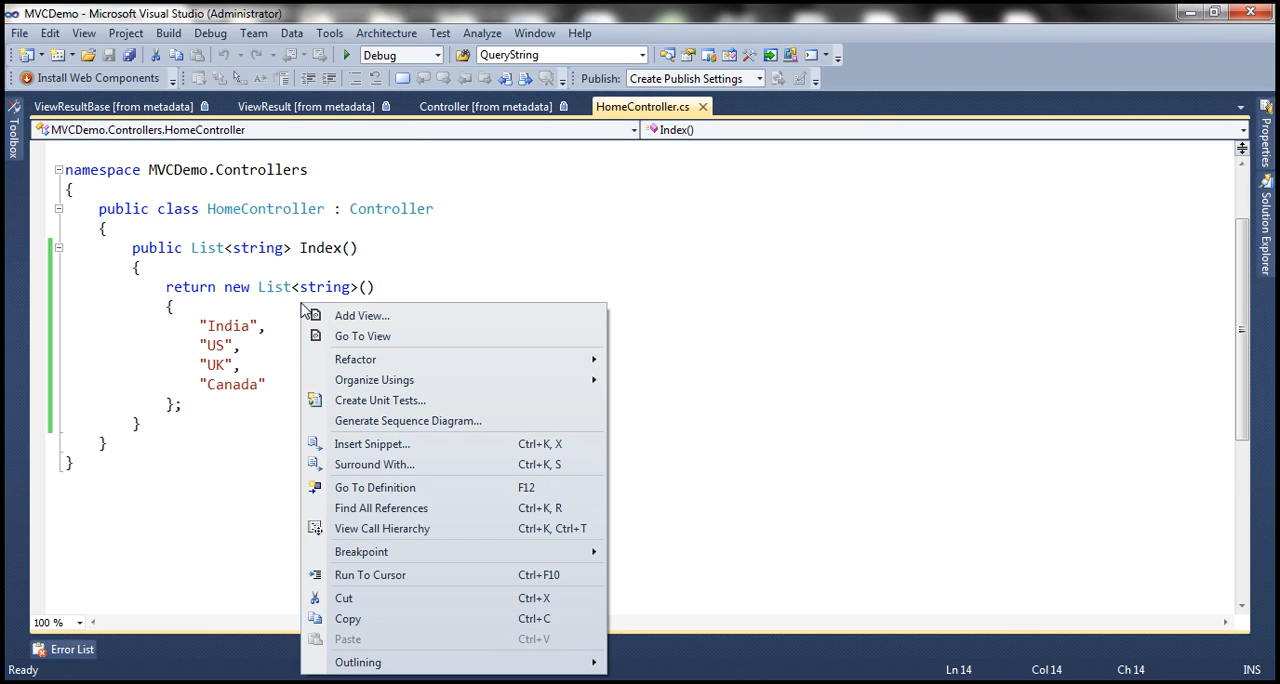 MVCDemo - Microsoft Visual Studio (Administrator)
File Edit View Project Build Debug Team Data Tools Architecture Test Analyze Window Help
Debug QueryString
Install Web Components Publish: Create Publish Settings
ViewResultBase [from metadata] ViewResult [from metadata] Controller [from metadata] HomeController.cs
MVCDemo.Controllers.HomeController Index()
Toolbox
Properties
Solution Explorer
namespace MVCDemo.Controllers
{
public class HomeController : Controller
{
public List<string> Index()
{
return new List<string>()
{
"India",
"US",
"UK",
"Canada"
};
}
}
}
Add View...
Go To View
Refactor
Organize Usings
Create Unit Tests...
Generate Sequence Diagram...
Insert Snippet... Ctrl+K, X
Surround With... Ctrl+K, S
Go To Definition F12
Find All References Ctrl+K, R
View Call Hierarchy Ctrl+K, Ctrl+T
Breakpoint
Run To Cursor Ctrl+F10
Cut Ctrl+X
Copy Ctrl+C
Paste Ctrl+V
Outlining
100 %
Error List
Ready Ln 14 Col 14 Ch 14 INS